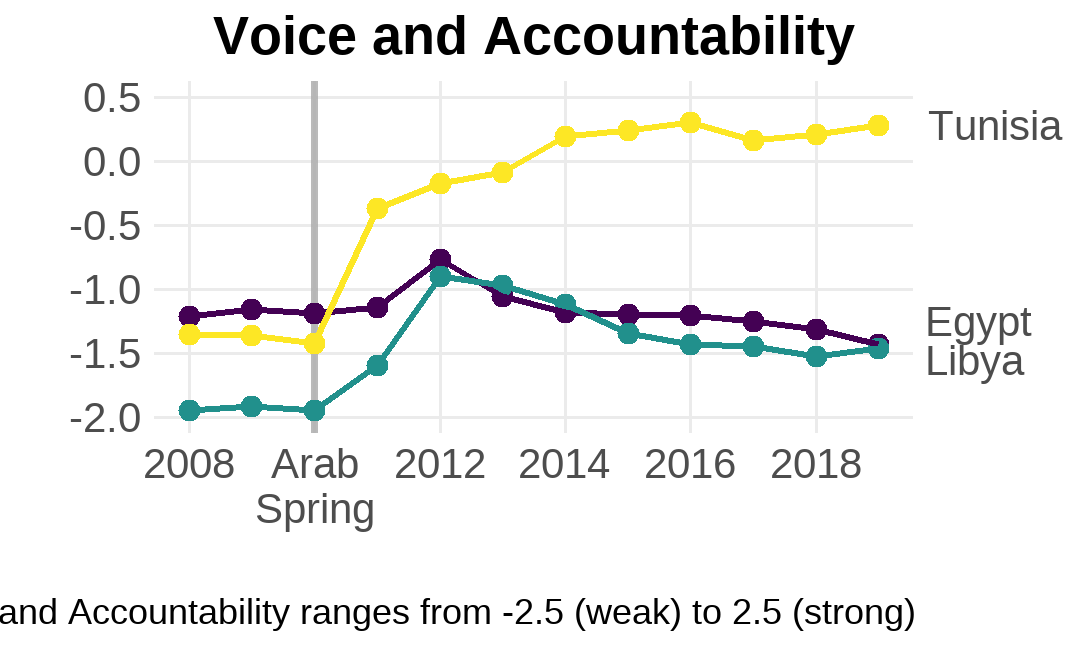 Voice and Accountability
0.5
0.0
-0.5
-1.0
-1.5
-2.0
Tunisia
Egypt
Libya
2008 Arab Spring 2012 2014 2016 2018
and Accountability ranges from -2.5 (weak) to 2.5 (strong)